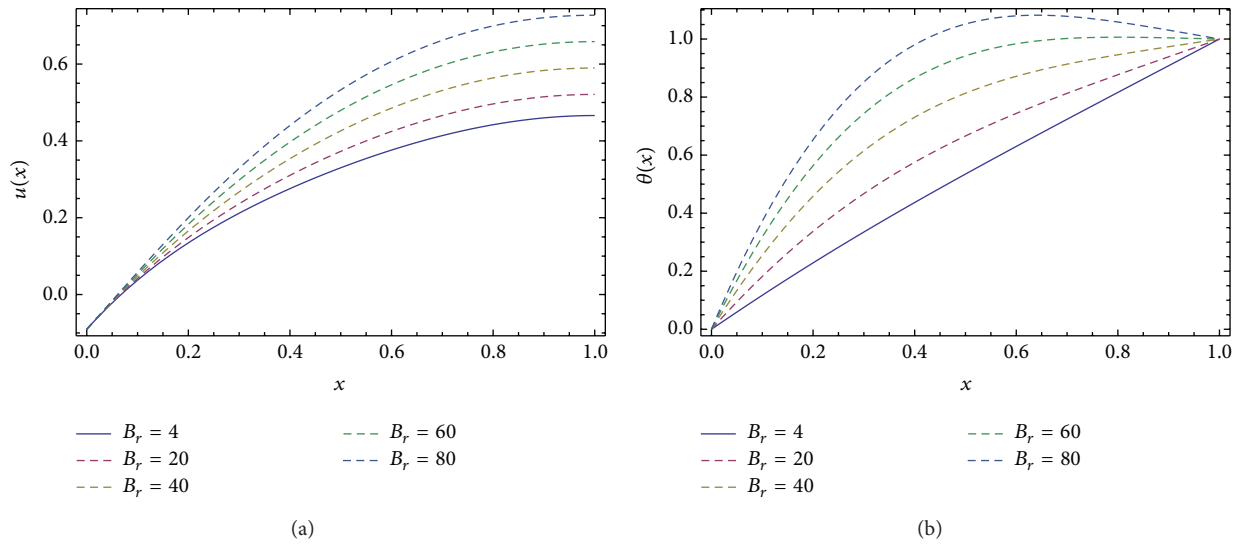 u(x)
0.6
0.4
0.2
0.0
0.0 0.2 0.4 0.6 0.8 1.0
x
B_r = 4
B_r = 20
B_r = 40
B_r = 60
B_r = 80
(a)
θ(x)
1.0
0.8
0.6
0.4
0.2
0.0
0.0 0.2 0.4 0.6 0.8 1.0
x
B_r = 4
B_r = 20
B_r = 40
B_r = 60
B_r = 80
(b)